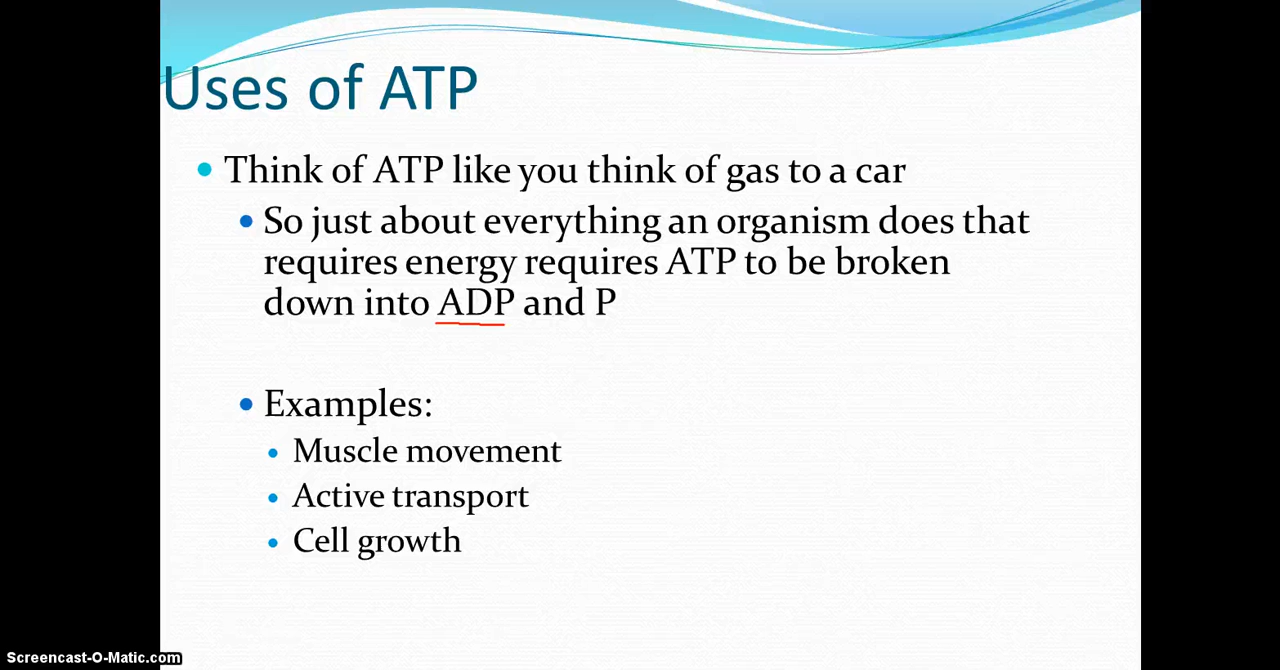 Uses of ATP
Think of ATP like you think of gas to a car
So just about everything an organism does that
requires energy requires ATP to be broken
down into ADP and P
Examples:
Muscle movement
Active transport
Cell growth
Screencast-O-Matic.com